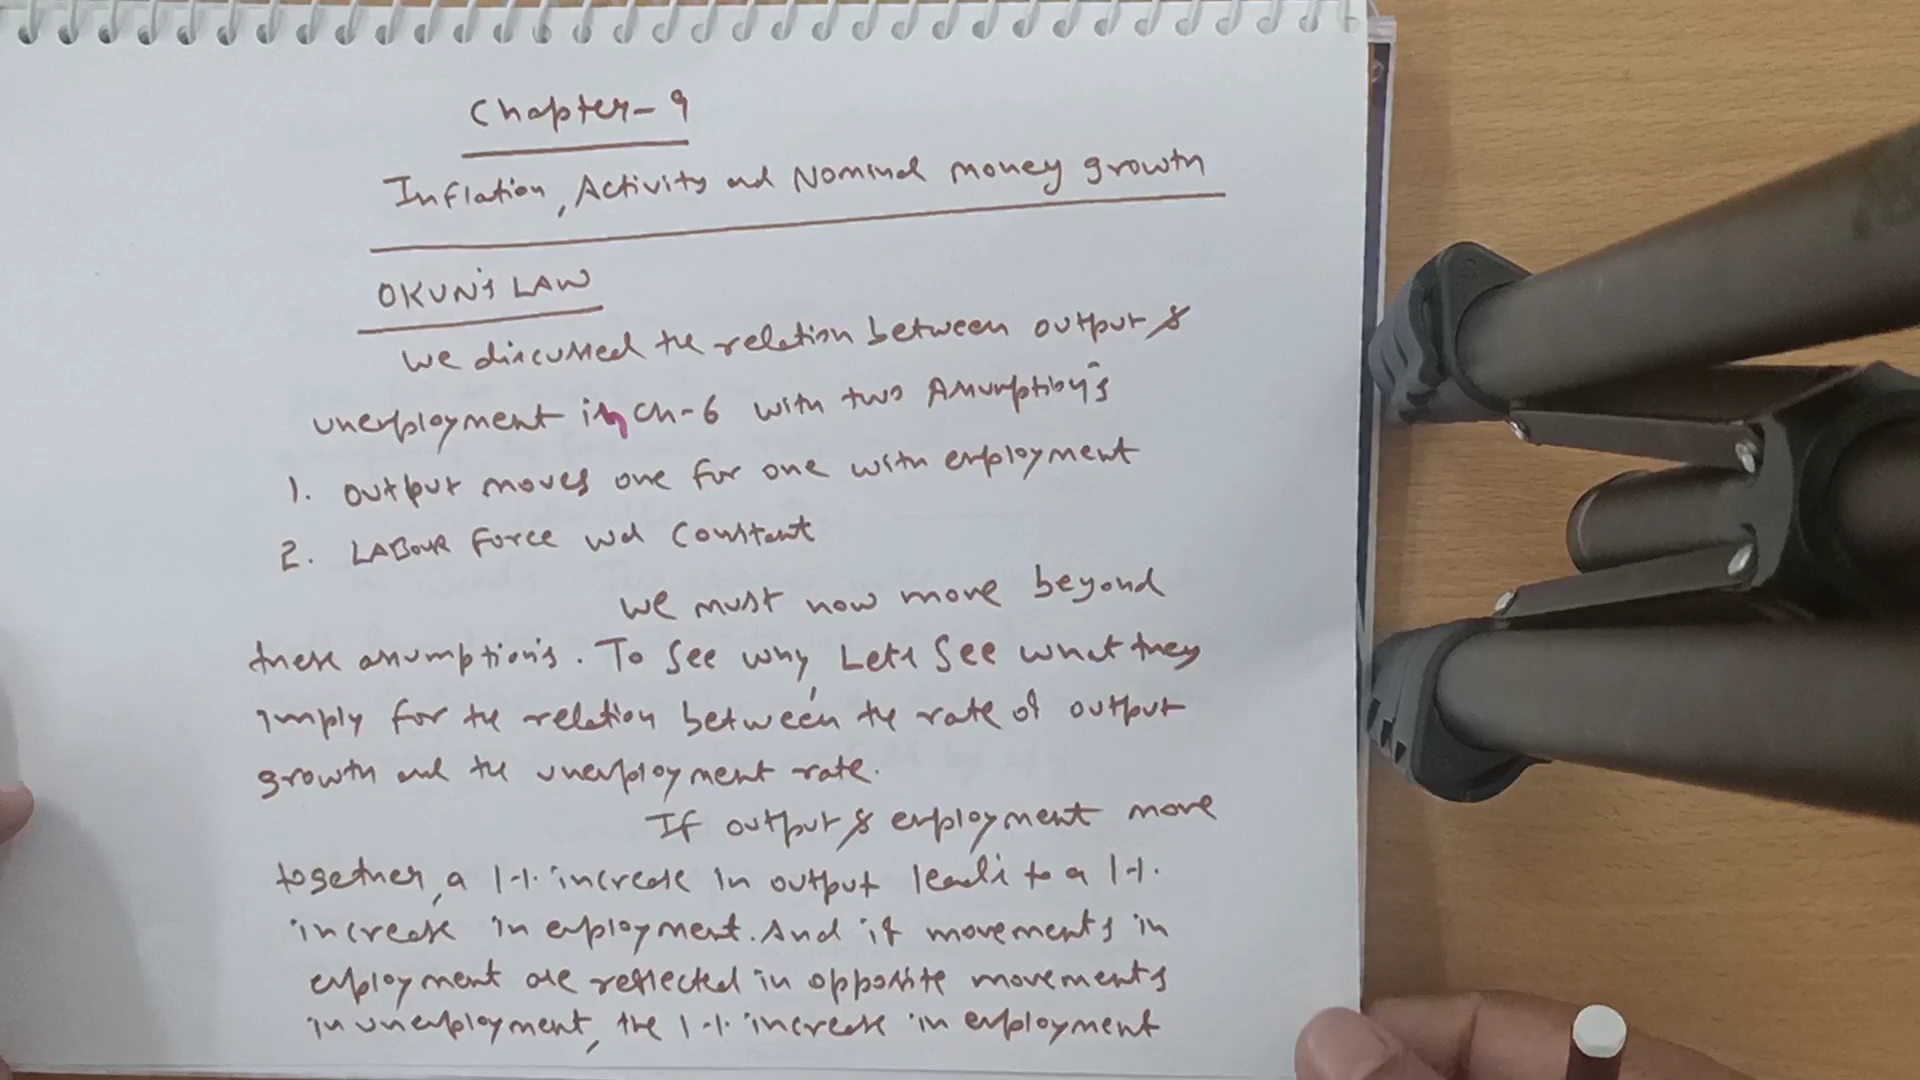 Chapter-9
Inflation, Activity and Nominal money growth
OKUN'S LAW
We discussed the relation between output &
unemployment in Ch-6 with two Assumption's
1. output moves one for one with employment
2. LABOUR Force wd Constant
We must now move beyond
these assumption's. To See why, Lets See what they
imply for the relation between the rate of output
growth and the unemployment rate.
If output & employment move
together, a 1% increase in output leads to a 1%
increase in employment. And if movements in
employment are reflected in opposite movements
in unemployment, the 1% increase in employment